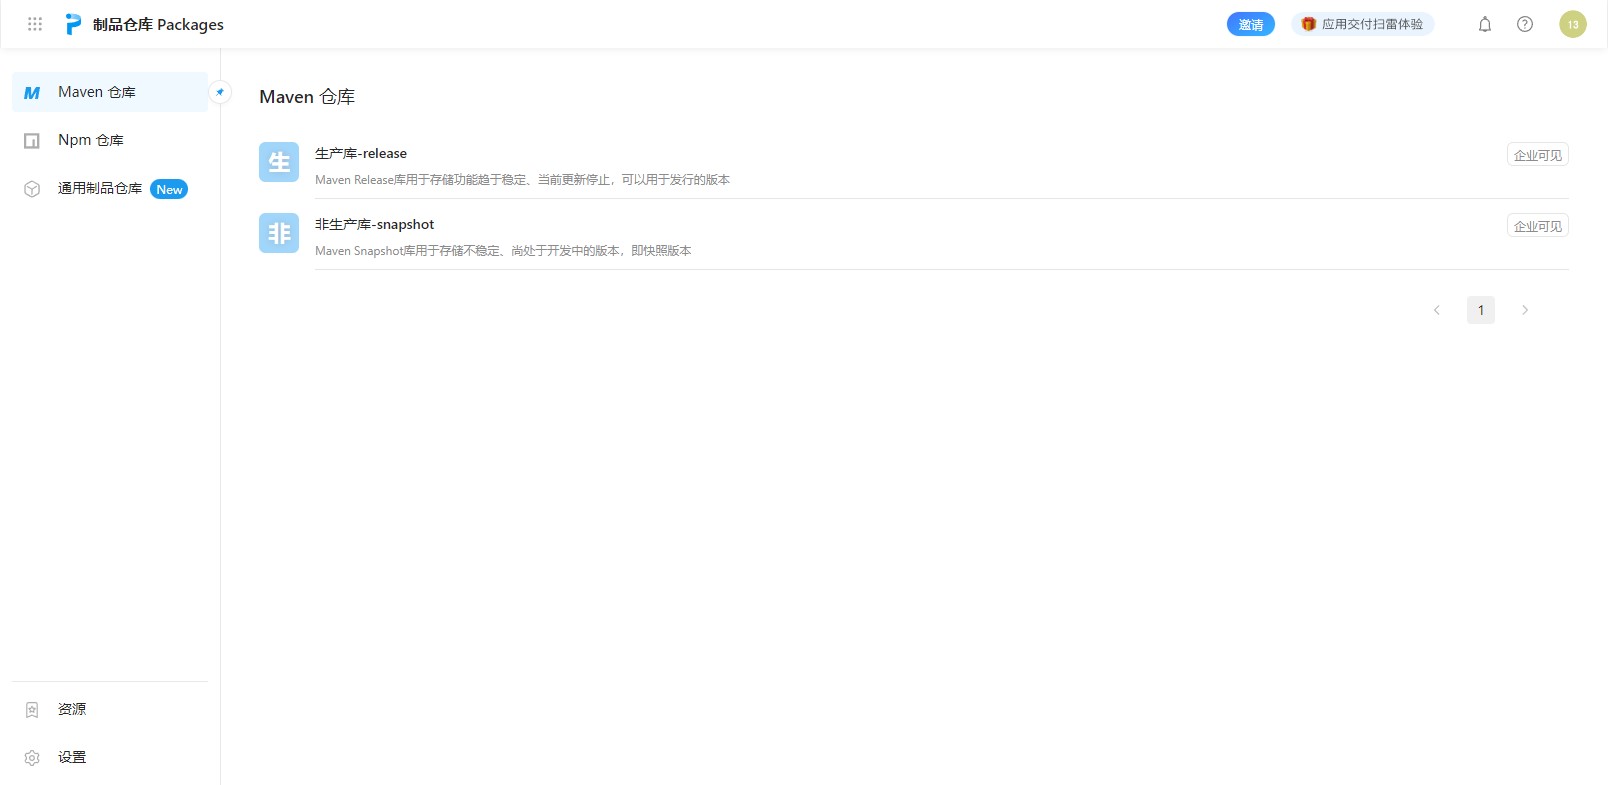 制品仓库 Packages
邀请
应用交付扫雷体验
13
Maven 仓库
Npm 仓库
通用制品仓库 New
资源
设置
Maven 仓库
生
生产库-release
企业可见
Maven Release库用于存储功能趋于稳定、当前更新停止，可以用于发行的版本
非
非生产库-snapshot
企业可见
Maven Snapshot库用于存储不稳定、尚处于开发中的版本，即快照版本
1